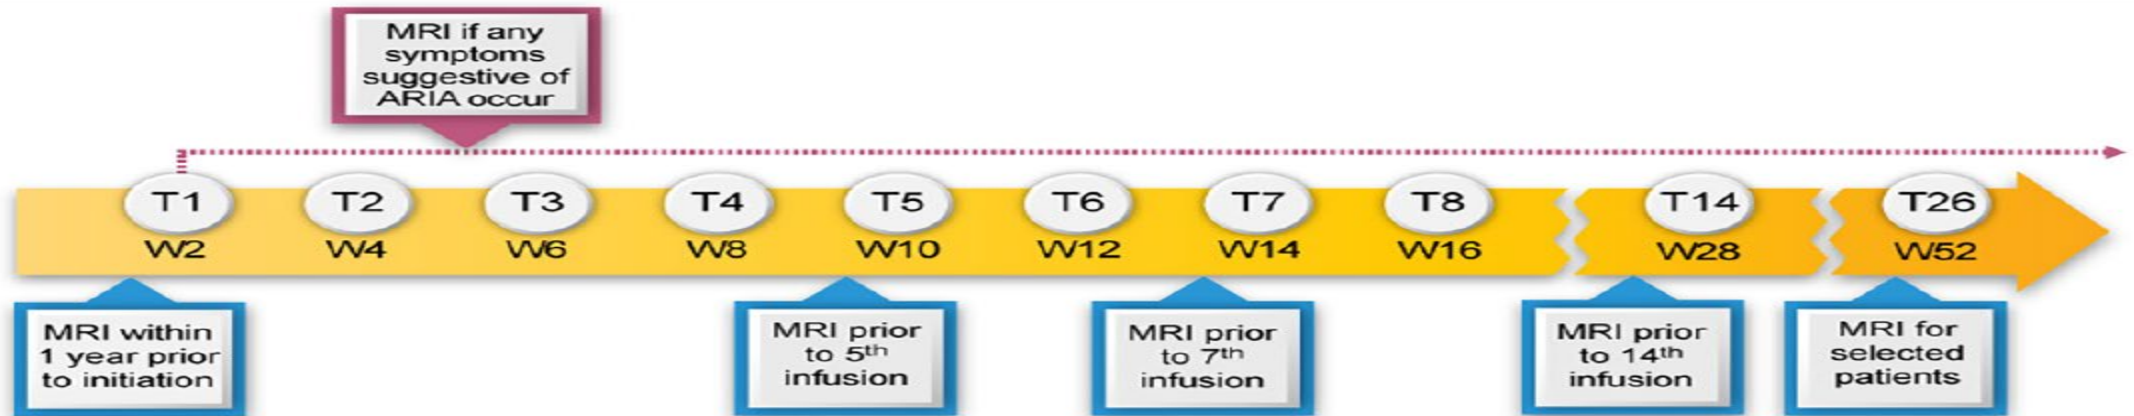 MRI if any
symptoms
suggestive of
ARIA occur
T1 T2 T3 T4 T5 T6 T7 T8 T14 T26
W2 W4 W6 W8 W10 W12 W14 W16 W28 W52
MRI within
1 year prior
to initiation
MRI prior
to 5th
infusion
MRI prior
to 7th
infusion
MRI prior
to 14th
infusion
MRI for
selected
patients